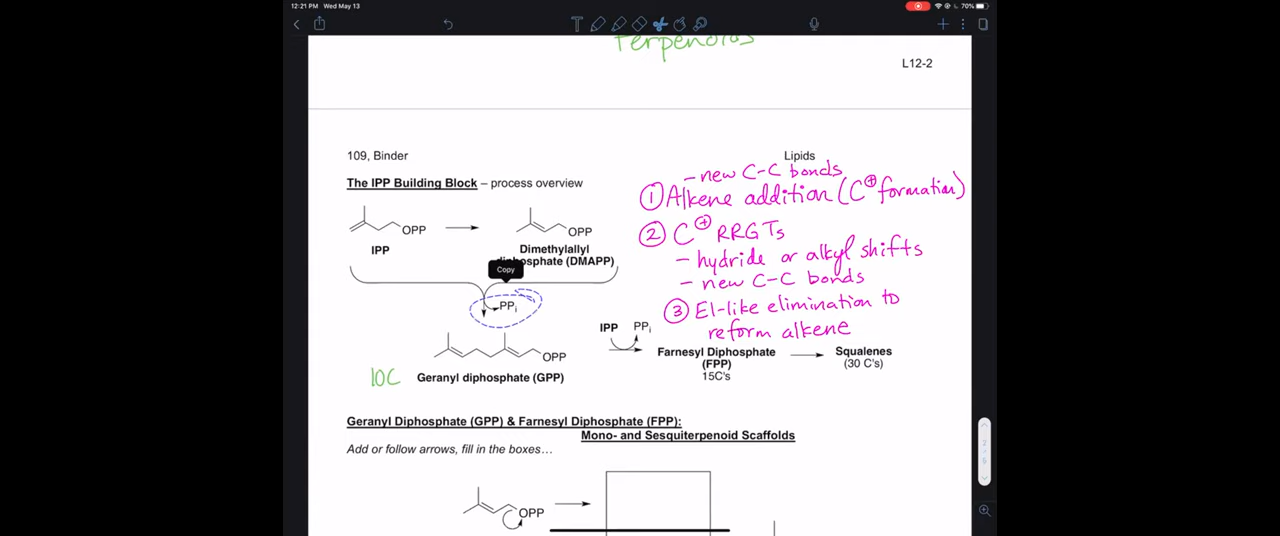 12:21 PM Wed May 13
70%
Terpenoids
L12-2
109, Binder
Lipids
The IPP Building Block – process overview
- new C-C bonds
① Alkene addition (C⊕ formation)
② C⊕ RRGTs
- hydride or alkyl shifts
- new C-C bonds
③ E1-like elimination to
reform alkene
OPP
OPP
IPP
Dimethylallyl
diphosphate (DMAPP)
Copy
PPi
IPP PPi
OPP
Farnesyl Diphosphate
(FPP)
15C's
Squalenes
(30 C's)
10C
Geranyl diphosphate (GPP)
Geranyl Diphosphate (GPP) & Farnesyl Diphosphate (FPP):
Mono- and Sesquiterpenoid Scaffolds
Add or follow arrows, fill in the boxes…
OPP